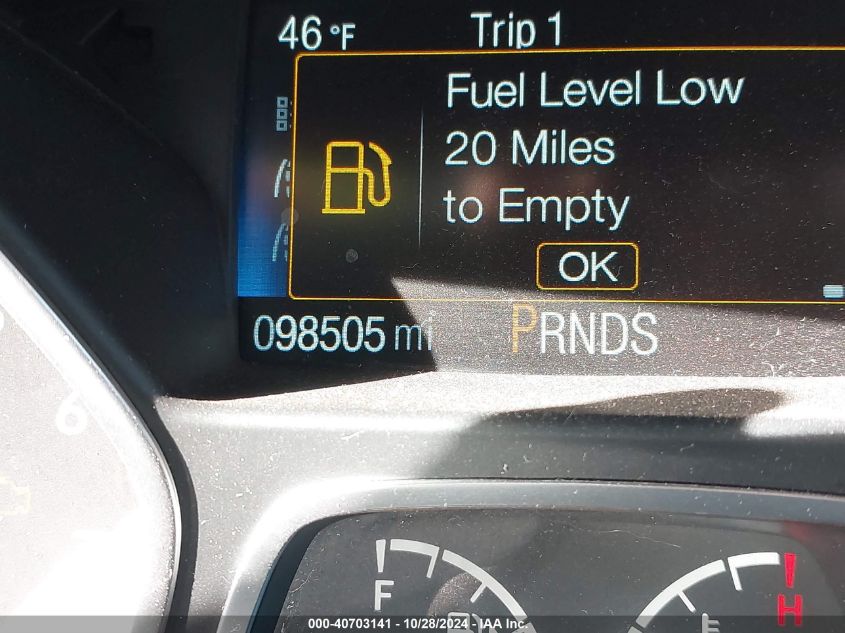 46 °F Trip 1
Fuel Level Low
20 Miles
to Empty
OK
098505 mi PRNDS
6
F
H
000-40703141 - 10/28/2024 - IAA Inc.